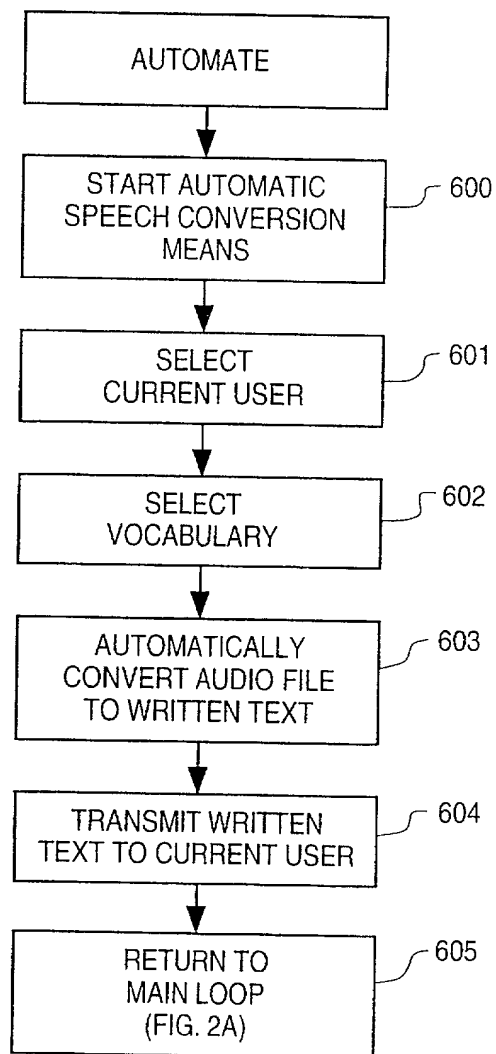 AUTOMATE
START AUTOMATIC
SPEECH CONVERSION
MEANS
600
SELECT
CURRENT USER
601
SELECT
VOCABULARY
602
AUTOMATICALLY
CONVERT AUDIO FILE
TO WRITTEN TEXT
603
TRANSMIT WRITTEN
TEXT TO CURRENT USER
604
RETURN TO
MAIN LOOP
(FIG. 2A)
605